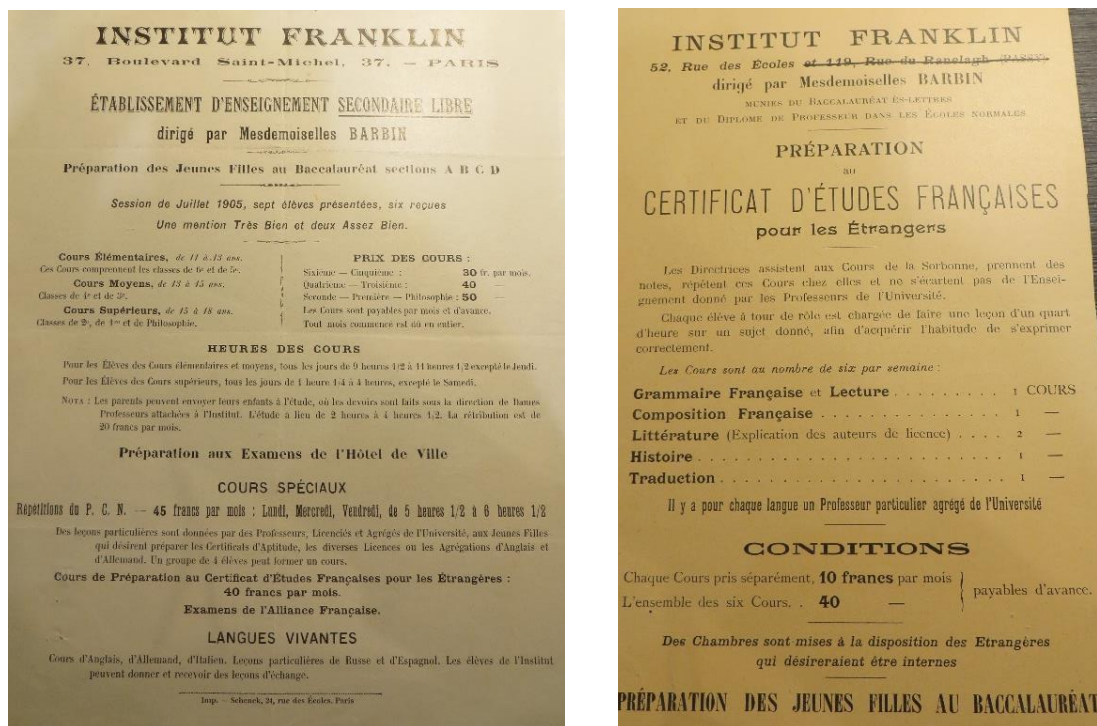 INSTITUT FRANKLIN
37, Boulevard Saint-Michel, 37. — PARIS
ÉTABLISSEMENT D'ENSEIGNEMENT SECONDAIRE LIBRE
dirigé par Mesdemoiselles BARBIN
Préparation des Jeunes Filles au Baccalauréat sections A B C D
Session de Juillet 1905, sept élèves présentées, six reçues
Une mention Très Bien et deux Assez Bien.
Cours Élémentaires, de 11 à 13 ans.
Ces Cours comprennent les classes de 6e et de 5e.
Cours Moyens, de 13 à 15 ans.
Classes de 4e et de 3e.
Cours Supérieurs, de 15 à 18 ans.
Classes de 2e, de 1re et de Philosophie.
PRIX DES COURS :
Sixième — Cinquième : 30 fr. par mois.
Quatrième — Troisième : 40 —
Seconde — Première — Philosophie : 50 —
Les Cours sont payables par mois et d'avance.
Tout mois commencé est dû en entier.
HEURES DES COURS
Pour les Élèves des Cours élémentaires et moyens, tous les jours de 9 heures 1/2 à 11 heures 1/2 excepté le Jeudi.
Pour les Élèves des Cours supérieurs, tous les jours de 1 heure 1/4 à 4 heures, excepté le Samedi.
NOTA : Les parents peuvent envoyer leurs enfants à l'étude, où les devoirs sont faits sous la direction de Dames
Professeurs attachées à l'Institut. L'étude a lieu de 2 heures à 4 heures 1/2. La rétribution est de
20 francs par mois.
Préparation aux Examens de l'Hôtel de Ville
COURS SPÉCIAUX
Répétitions du P. C. N. — 45 francs par mois : Lundi, Mercredi, Vendredi, de 5 heures 1/2 à 6 heures 1/2
Des leçons particulières sont données par des Professeurs, Licenciés et Agrégés de l'Université, aux Jeunes Filles
qui désirent préparer les Certificats d'Aptitude, les diverses Licences ou les Agrégations d'Anglais et
d'Allemand. Un groupe de 4 élèves peut former un cours.
Cours de Préparation au Certificat d'Études Françaises pour les Étrangères :
40 francs par mois.
Examens de l'Alliance Française.
LANGUES VIVANTES
Cours d'Anglais, d'Allemand, d'Italien. Leçons particulières de Russe et d'Espagnol. Les élèves de l'Institut
peuvent donner et recevoir des leçons d'échange.
Imp. — Schenck, 24, rue des Écoles. Paris
INSTITUT FRANKLIN
52, Rue des Écoles et 119, Rue du Ranelagh (PASSY)
dirigé par Mesdemoiselles BARBIN
MUNIES DU BACCALAURÉAT ÈS-LETTRES
ET DU DIPLOME DE PROFESSEUR DANS LES ÉCOLES NORMALES
PRÉPARATION
au
CERTIFICAT D'ÉTUDES FRANÇAISES
pour les Étrangers
Les Directrices assistent aux Cours de la Sorbonne, prennent des
notes, répètent ces Cours chez elles et ne s'écartent pas de l'Ensei-
gnement donné par les Professeurs de l'Université.
Chaque élève à tour de rôle est chargée de faire une leçon d'un quart
d'heure sur un sujet donné, afin d'acquérir l'habitude de s'exprimer
correctement.
Les Cours sont au nombre de six par semaine :
Grammaire Française et Lecture . . . . . . . . . 1 COURS
Composition Française . . . . . . . . . . . . . 1 —
Littérature (Explication des auteurs de licence) . . . . 2 —
Histoire . . . . . . . . . . . . . . . . . . . . 1 —
Traduction . . . . . . . . . . . . . . . . . . . 1 —
Il y a pour chaque langue un Professeur particulier agrégé de l'Université
CONDITIONS
Chaque Cours pris séparément, 10 francs par mois
L'ensemble des six Cours. . 40 —
payables d'avance.
Des Chambres sont mises à la disposition des Etrangères
qui désireraient être internes
PRÉPARATION DES JEUNES FILLES AU BACCALAURÉAT